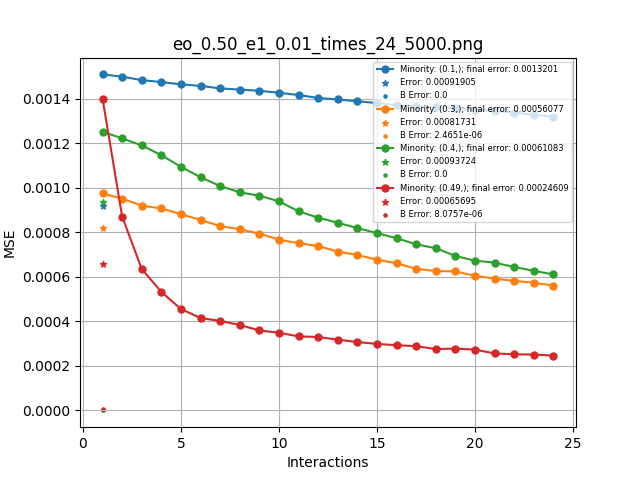 eo_0.50_e1_0.01_times_24_5000.png
Minority: (0.1,); final error: 0.0013201
Error: 0.00091905
B Error: 0.0
Minority: (0.3,); final error: 0.00056077
Error: 0.00081731
B Error: 2.4651e-06
Minority: (0.4,); final error: 0.00061083
Error: 0.00093724
B Error: 0.0
Minority: (0.49,); final error: 0.00024609
Error: 0.00065695
B Error: 8.0757e-06
MSE
0.0014
0.0012
0.0010
0.0008
0.0006
0.0004
0.0002
0.0000
0 5 10 15 20 25
Interactions